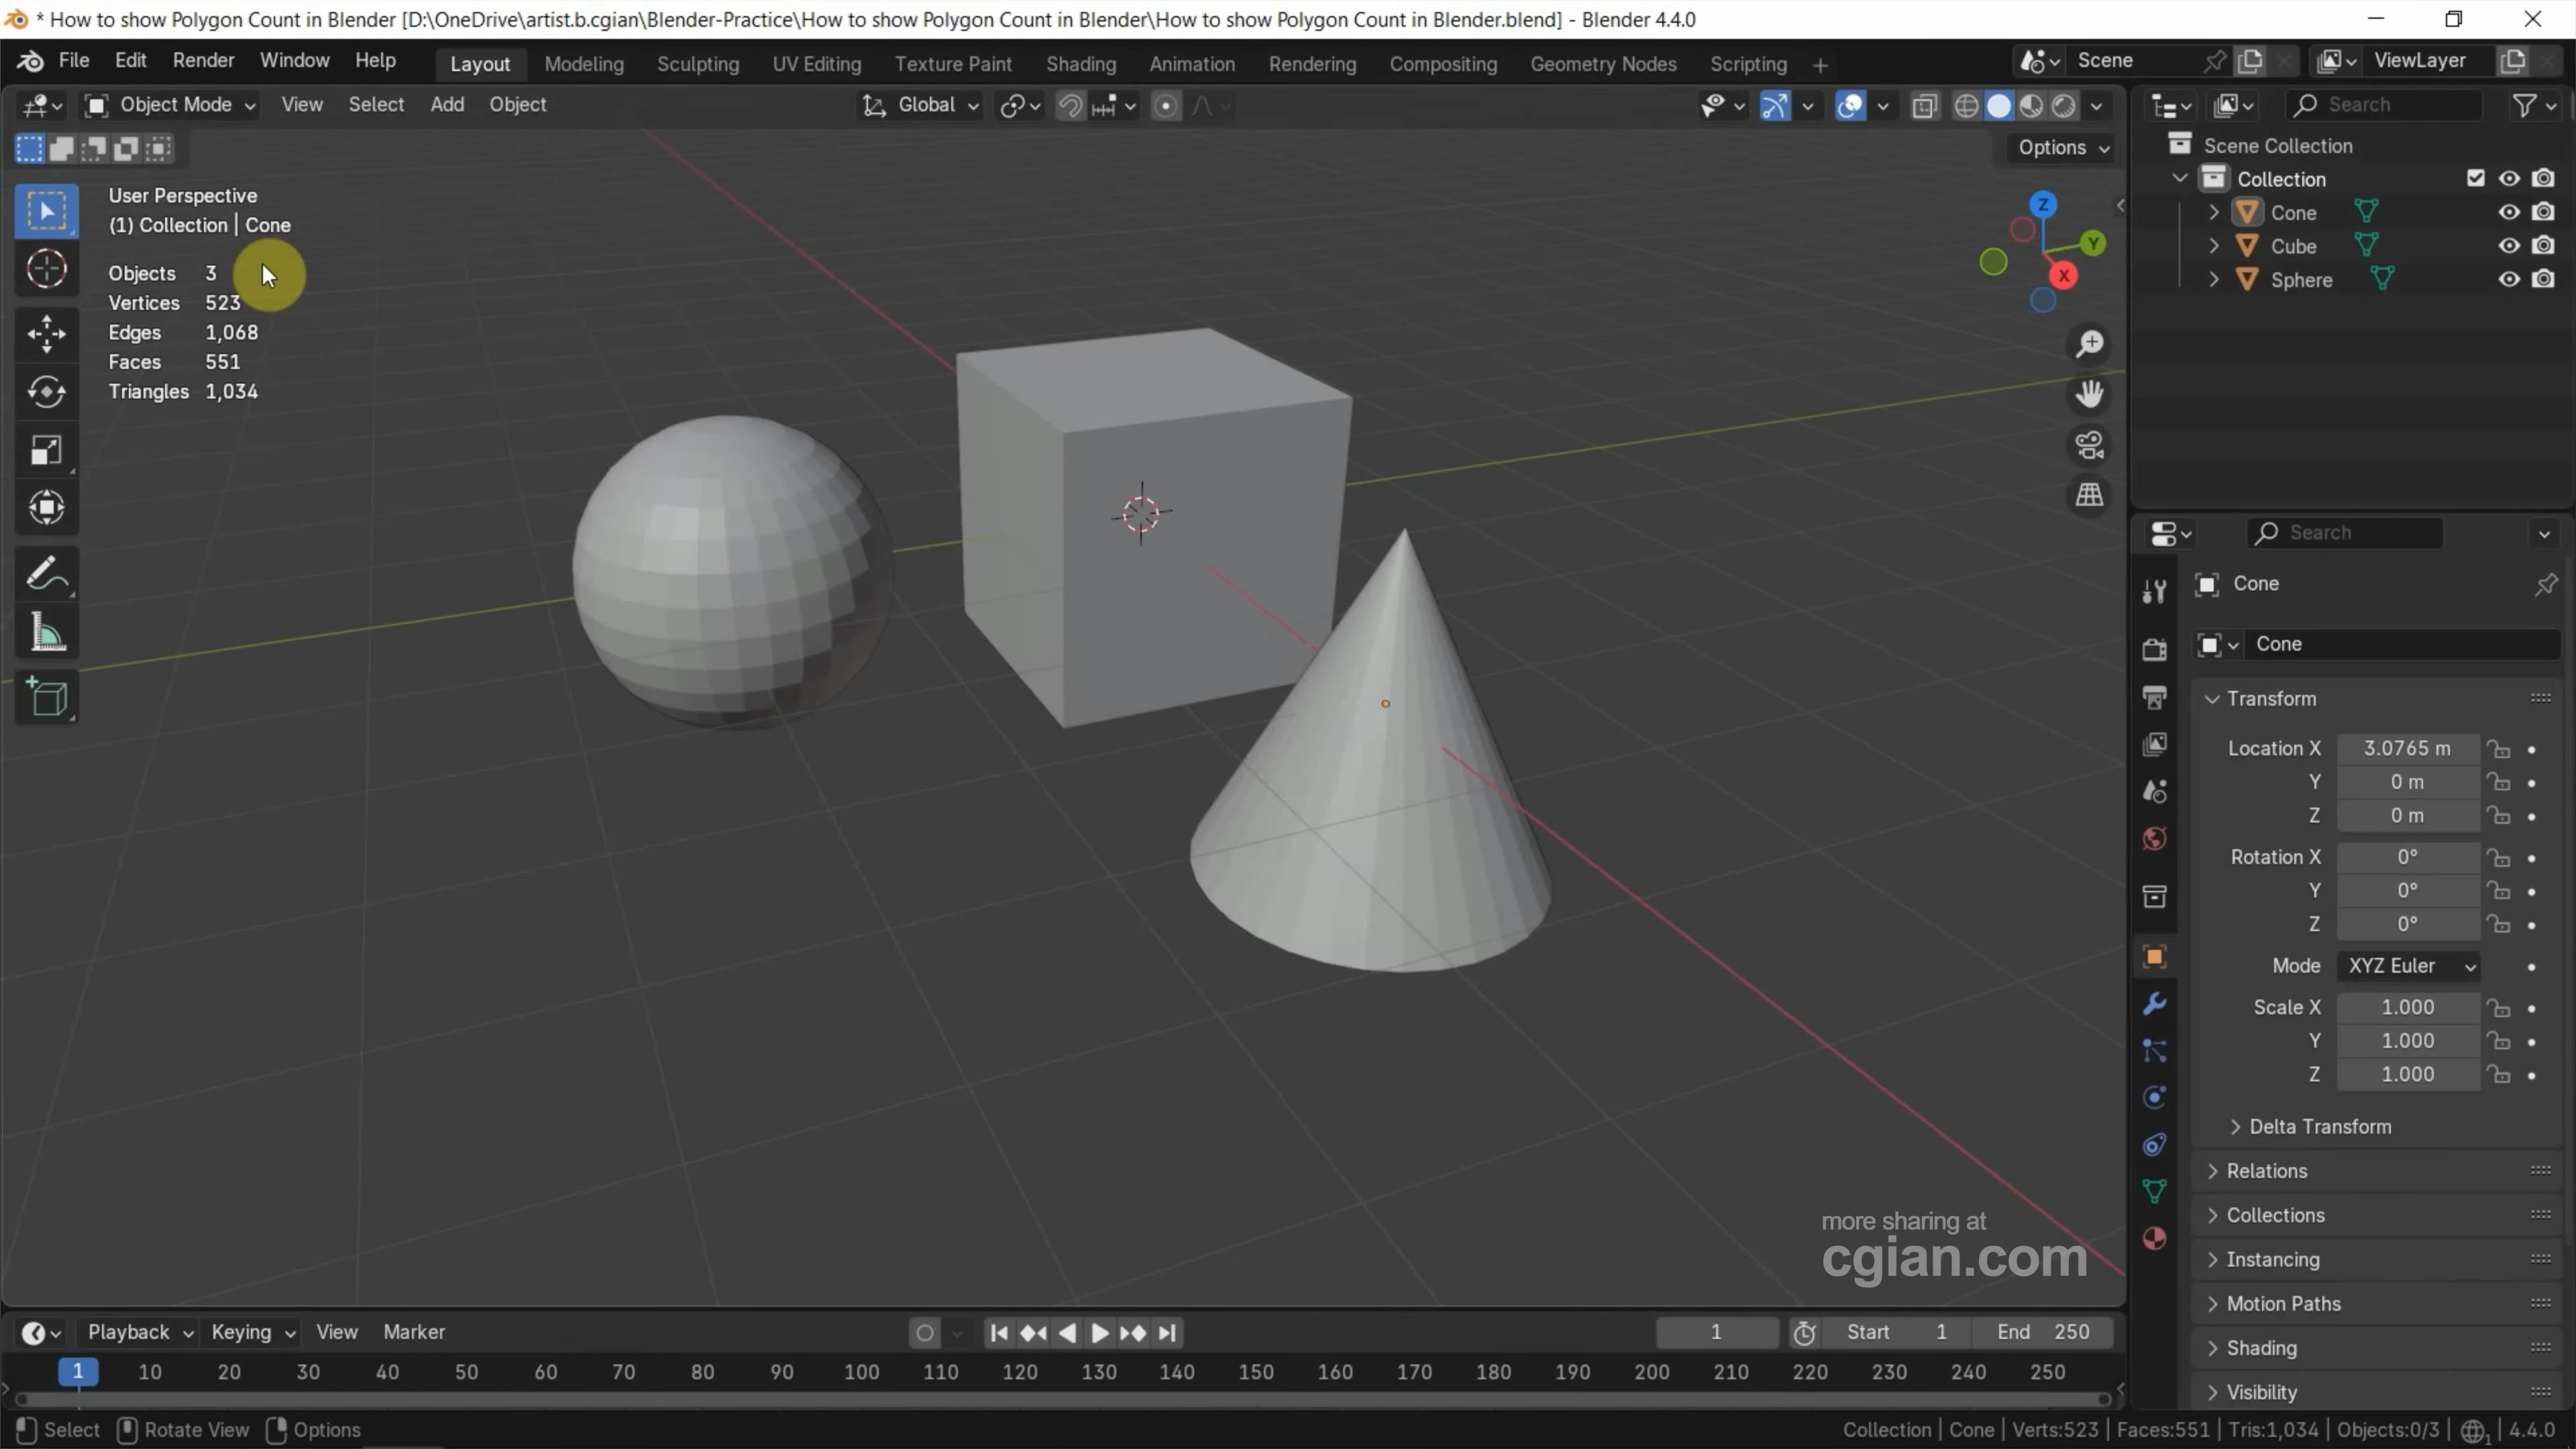 * How to show Polygon Count in Blender [D:\OneDrive\artist.b.cgian\Blender-Practice\How to show Polygon Count in Blender\How to show Polygon Count in Blender.blend] - Blender 4.4.0
File Edit Render Window Help Layout Modeling Sculpting UV Editing Texture Paint Shading Animation Rendering Compositing Geometry Nodes Scripting + Scene ViewLayer
Object Mode View Select Add Object Global Search
Options
User Perspective
(1) Collection | Cone
Objects 3
Vertices 523
Edges 1,068
Faces 551
Triangles 1,034
Z
Y
X
Scene Collection
Collection
Cone
Cube
Sphere
Search
Cone
Cone
Transform
Location X 3.0765 m
Y 0 m
Z 0 m
Rotation X 0°
Y 0°
Z 0°
Mode XYZ Euler
Scale X 1.000
Y 1.000
Z 1.000
Delta Transform
Relations
Collections
Instancing
Motion Paths
Shading
Visibility
more sharing at
cgian.com
Playback Keying View Marker 1 Start 1 End 250
1 10 20 30 40 50 60 70 80 90 100 110 120 130 140 150 160 170 180 190 200 210 220 230 240 250
Select Rotate View Options Collection | Cone | Verts:523 | Faces:551 | Tris:1,034 | Objects:0/3 | 1 | 4.4.0